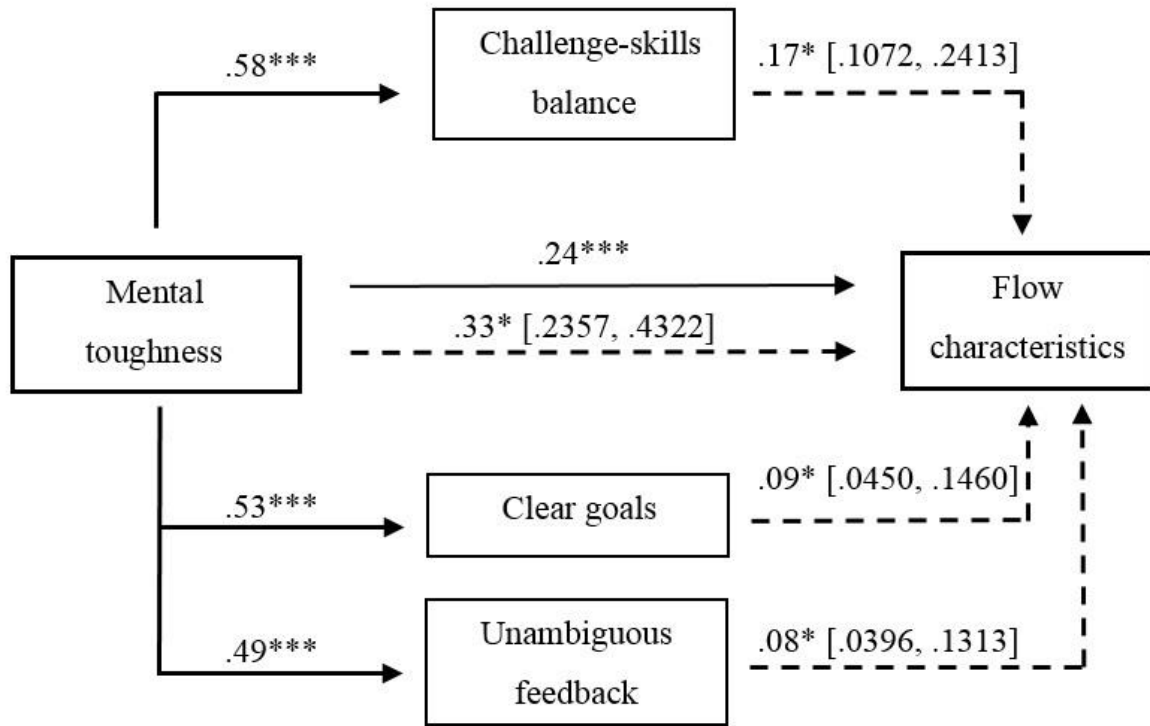 Challenge-skills
balance
.58***
.17* [.1072, .2413]
Mental
toughness
.24***
.33* [.2357, .4322]
Flow
characteristics
.53***
Clear goals
.09* [.0450, .1460]
.49***
Unambiguous
feedback
.08* [.0396, .1313]